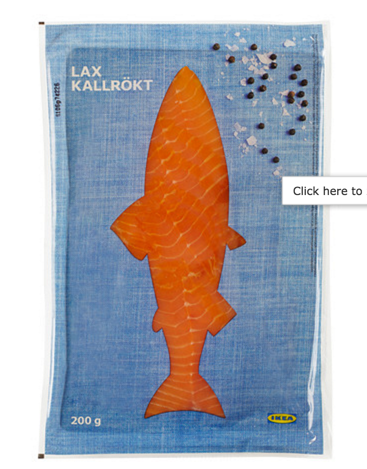 LAX
KALLRÖKT
Click here to
200 g
IKEA